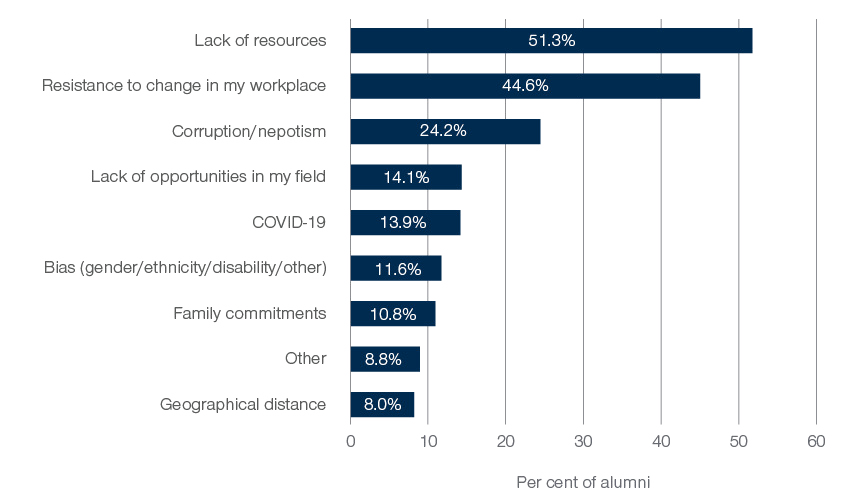 Lack of resources 51.3%
Resistance to change in my workplace 44.6%
Corruption/nepotism 24.2%
Lack of opportunities in my field 14.1%
COVID-19 13.9%
Bias (gender/ethnicity/disability/other) 11.6%
Family commitments 10.8%
Other 8.8%
Geographical distance 8.0%
0 10 20 30 40 50 60
Per cent of alumni